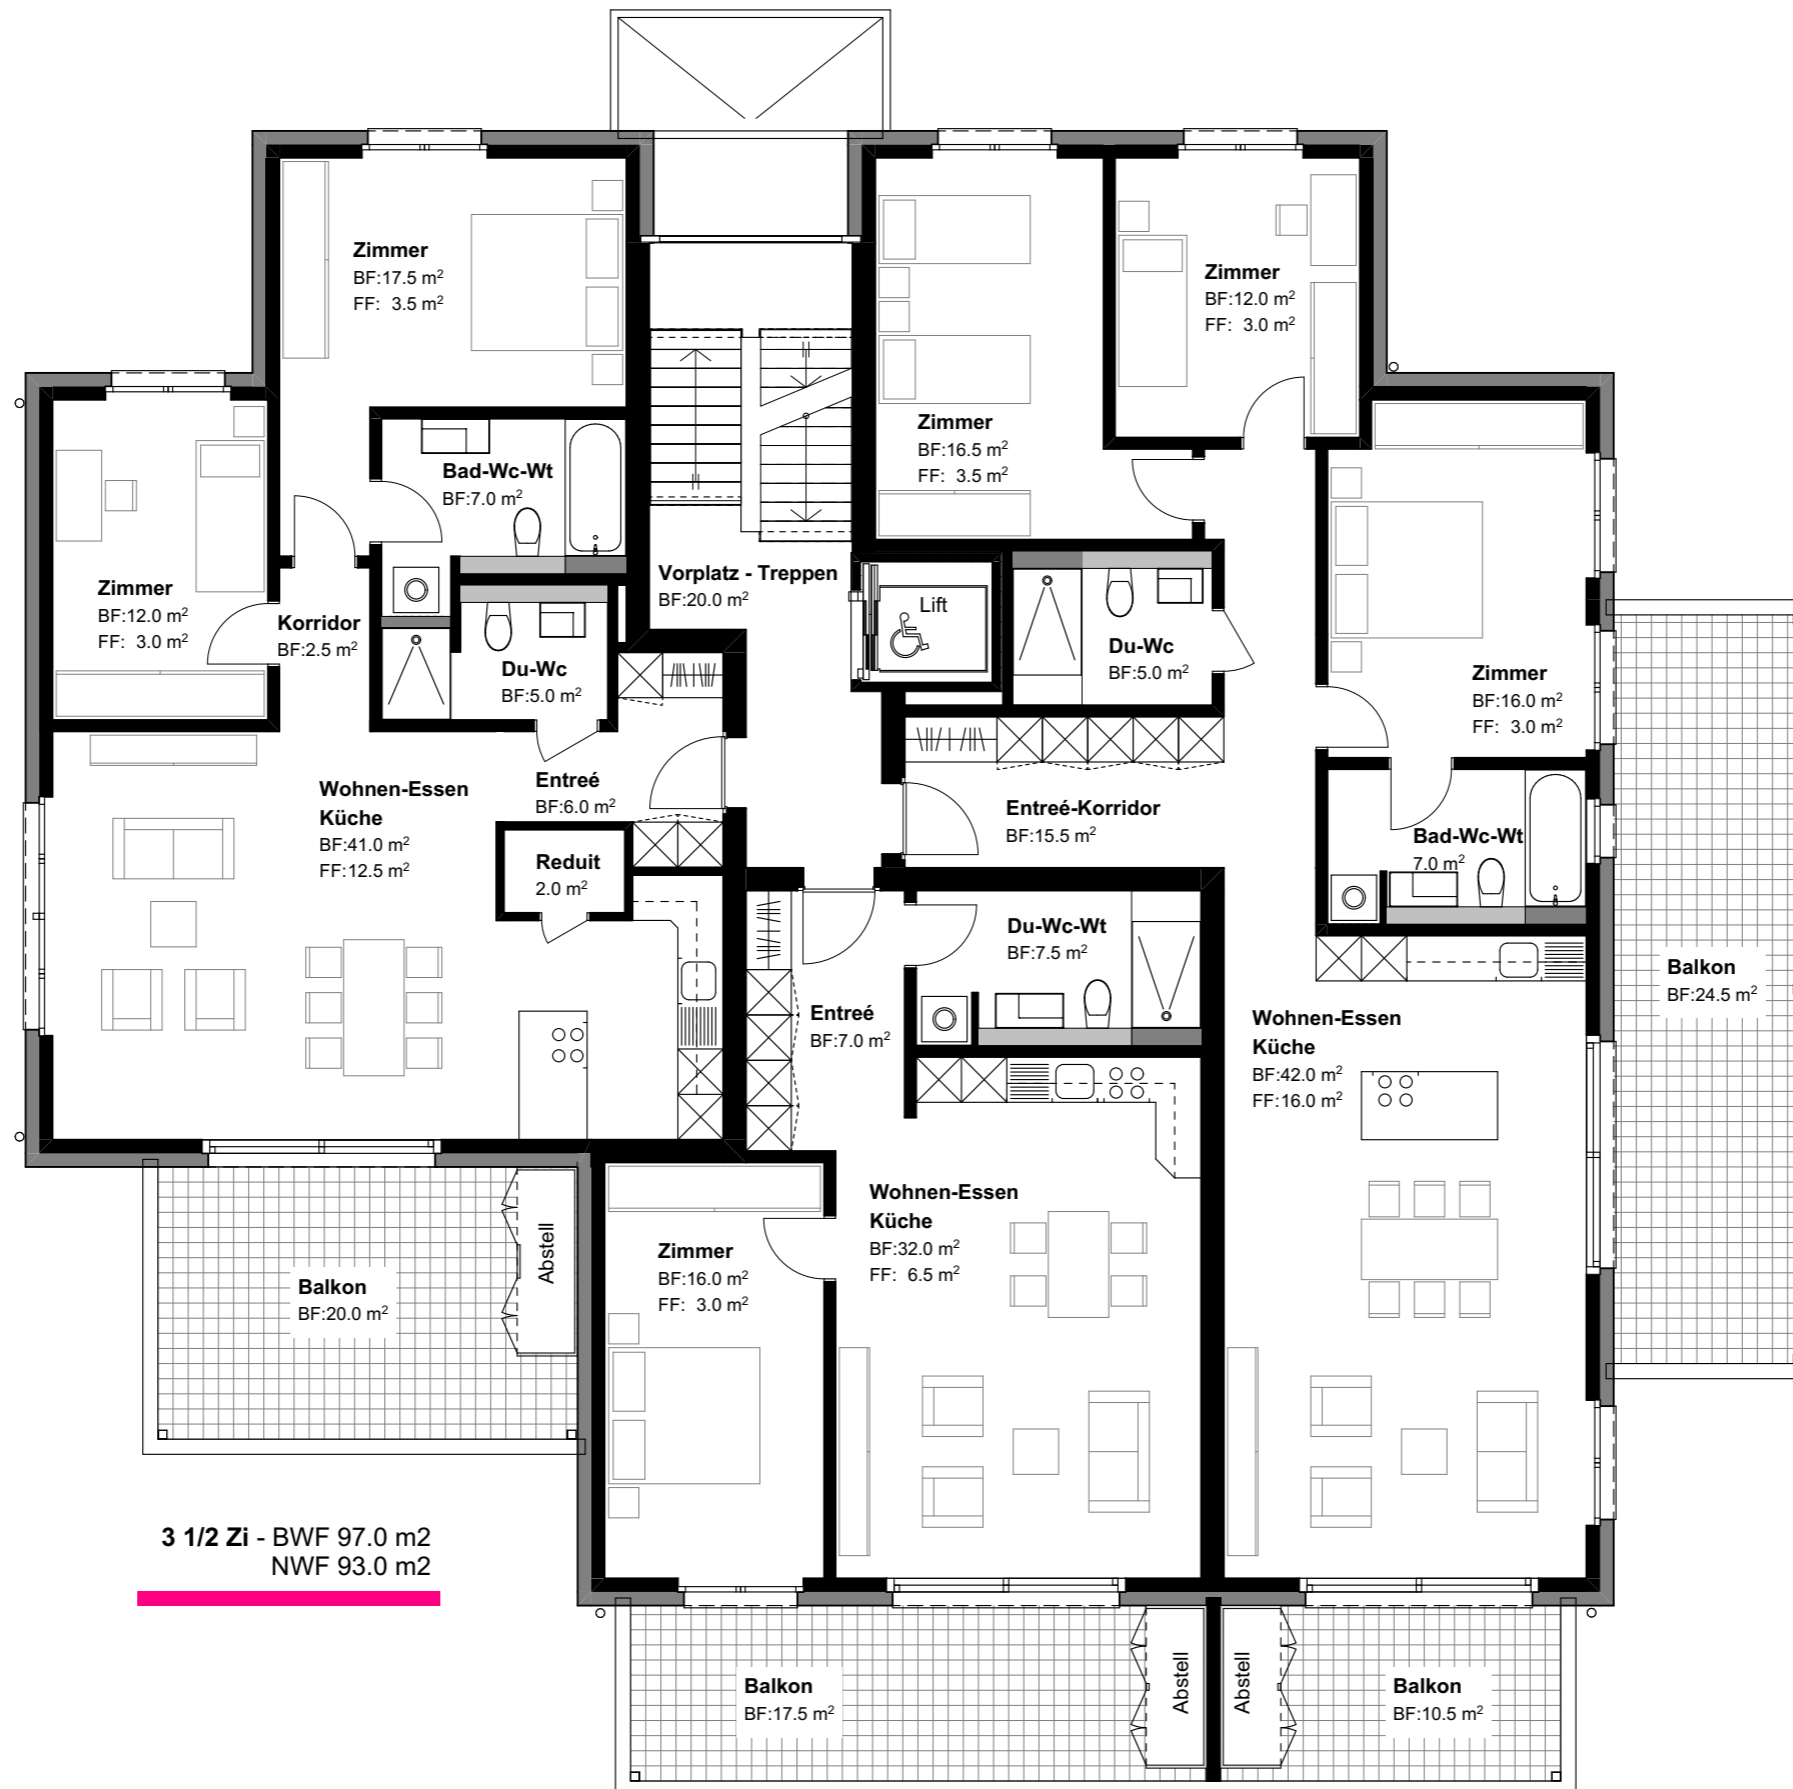 Zimmer
BF:17.5 m²
FF: 3.5 m²
Zimmer
BF:12.0 m²
FF: 3.0 m²
Zimmer
BF:16.5 m²
FF: 3.5 m²
Bad-Wc-Wt
BF:7.0 m²
Zimmer
BF:12.0 m²
FF: 3.0 m²
Korridor
BF:2.5 m²
Vorplatz - Treppen
BF:20.0 m²
Lift
Du-Wc
BF:5.0 m²
Du-Wc
BF:5.0 m²
Zimmer
BF:16.0 m²
FF: 3.0 m²
Wohnen-Essen
Küche
BF:41.0 m²
FF:12.5 m²
Entreé
BF:6.0 m²
Reduit
2.0 m²
Entreé-Korridor
BF:15.5 m²
Bad-Wc-Wt
7.0 m²
Du-Wc-Wt
BF:7.5 m²
Balkon
BF:24.5 m²
Entreé
BF:7.0 m²
Wohnen-Essen
Küche
BF:42.0 m²
FF:16.0 m²
Wohnen-Essen
Küche
BF:32.0 m²
FF: 6.5 m²
Zimmer
BF:16.0 m²
FF: 3.0 m²
Balkon
BF:20.0 m²
Abstell
3 1/2 Zi - BWF 97.0 m2
NWF 93.0 m2
Balkon
BF:17.5 m²
Abstell
Abstell
Balkon
BF:10.5 m²